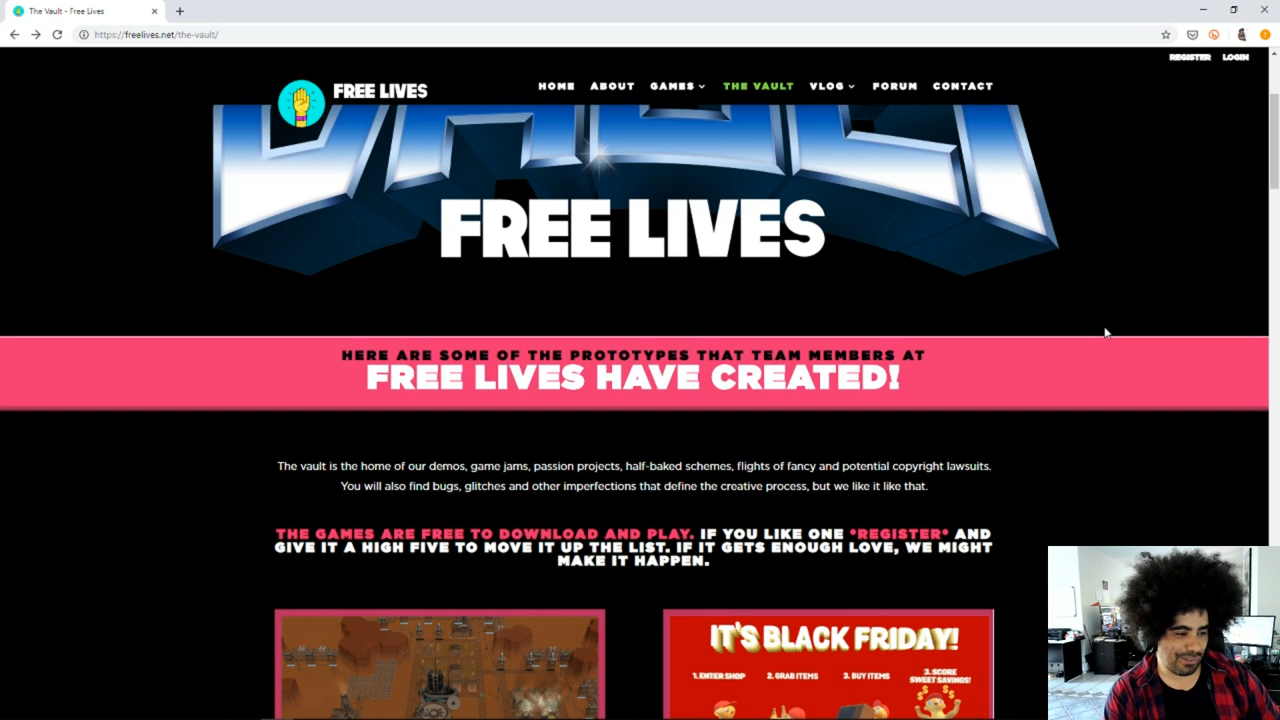 The Vault - Free Lives
https://freelives.net/the-vault/
REGISTER LOGIN
FREE LIVES HOME ABOUT GAMES THE VAULT VLOG FORUM CONTACT
VAULT
FREE LIVES
HERE ARE SOME OF THE PROTOTYPES THAT TEAM MEMBERS AT
FREE LIVES HAVE CREATED!
The vault is the home of our demos, game jams, passion projects, half-baked schemes, flights of fancy and potential copyright lawsuits.
You will also find bugs, glitches and other imperfections that define the creative process, but we like it like that.
THE GAMES ARE FREE TO DOWNLOAD AND PLAY. IF YOU LIKE ONE *REGISTER* AND
GIVE IT A HIGH FIVE TO MOVE IT UP THE LIST. IF IT GETS ENOUGH LOVE, WE MIGHT
MAKE IT HAPPEN.
IT'S BLACK FRIDAY!
1. ENTER SHOP 2. GRAB ITEMS 3. BUY ITEMS 3. SCORE
SWEET SAVINGS!